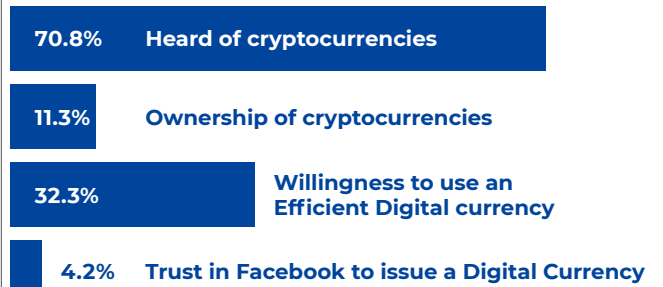 70.8% Heard of cryptocurrencies
11.3% Ownership of cryptocurrencies
32.3% Willingness to use an
Efficient Digital currency
4.2% Trust in Facebook to issue a Digital Currency